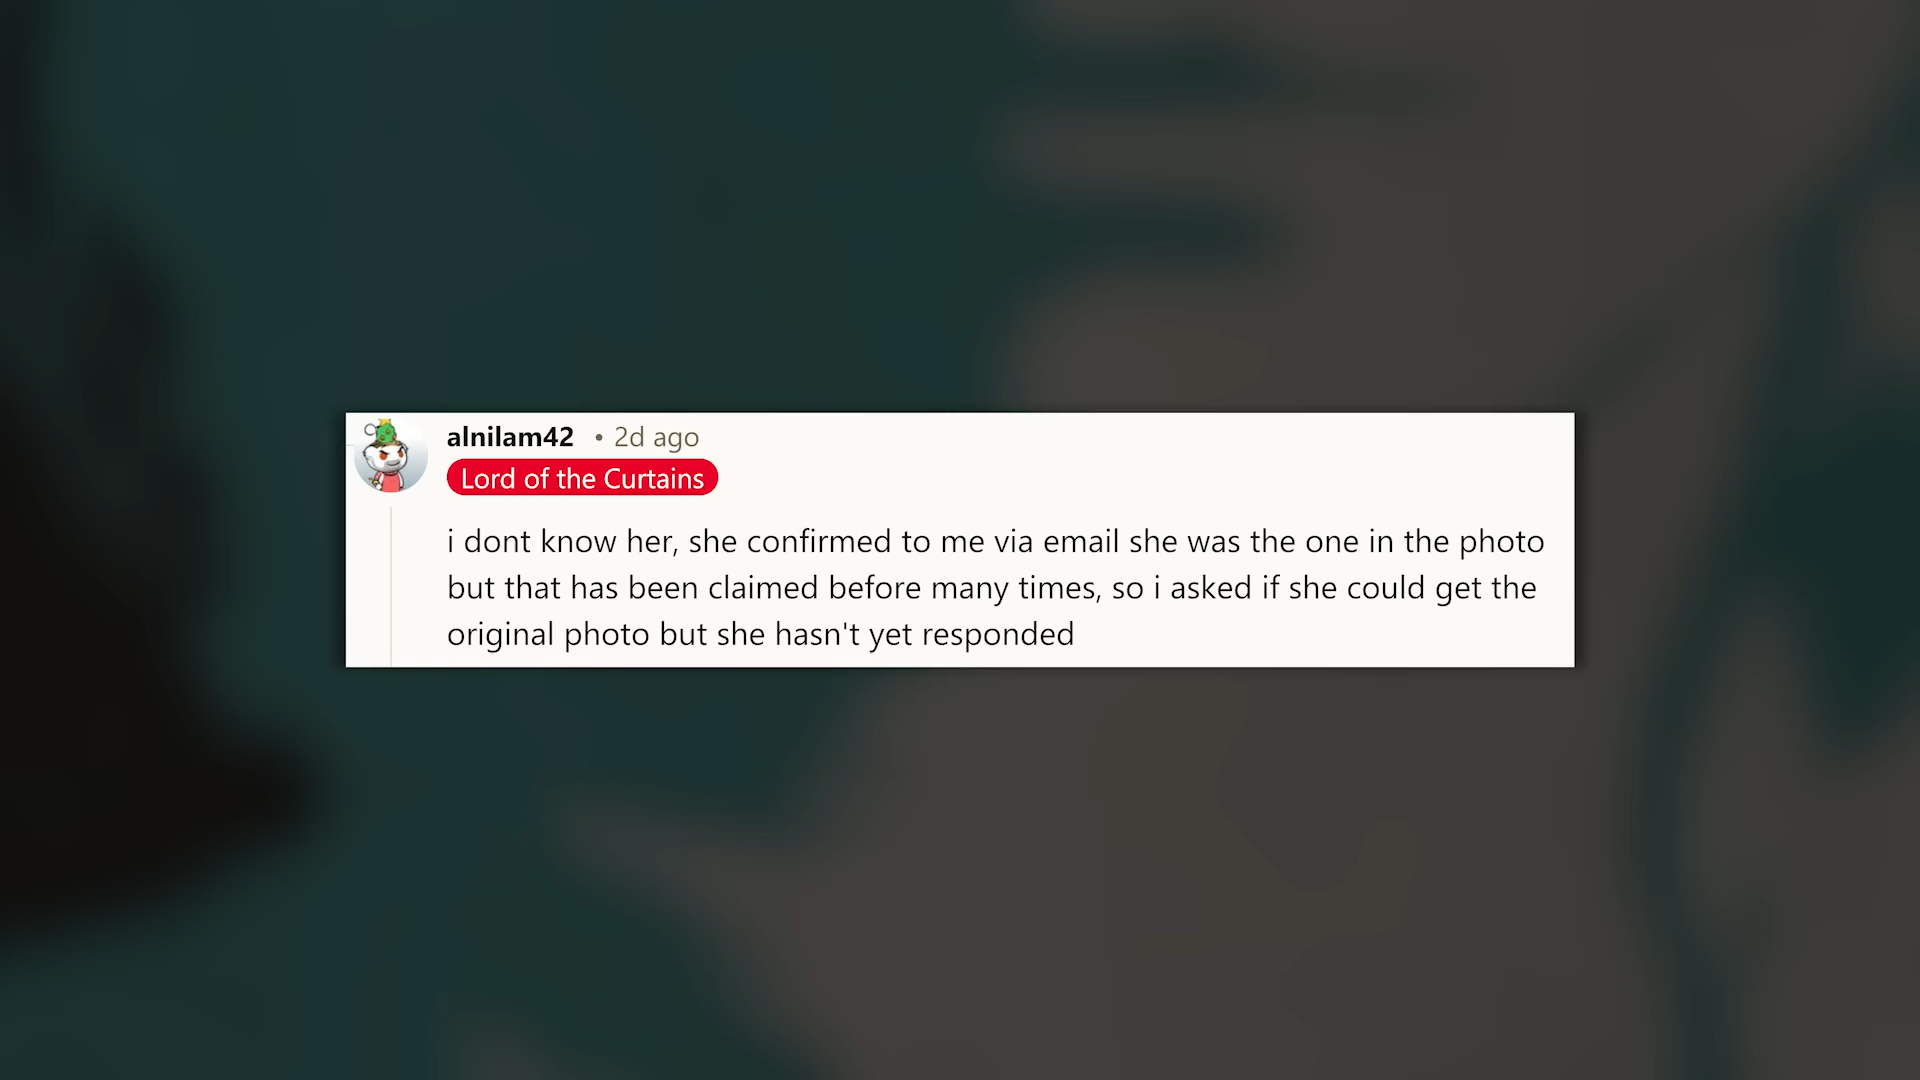 alnilam42 • 2d ago
Lord of the Curtains
i dont know her, she confirmed to me via email she was the one in the photo
but that has been claimed before many times, so i asked if she could get the
original photo but she hasn't yet responded